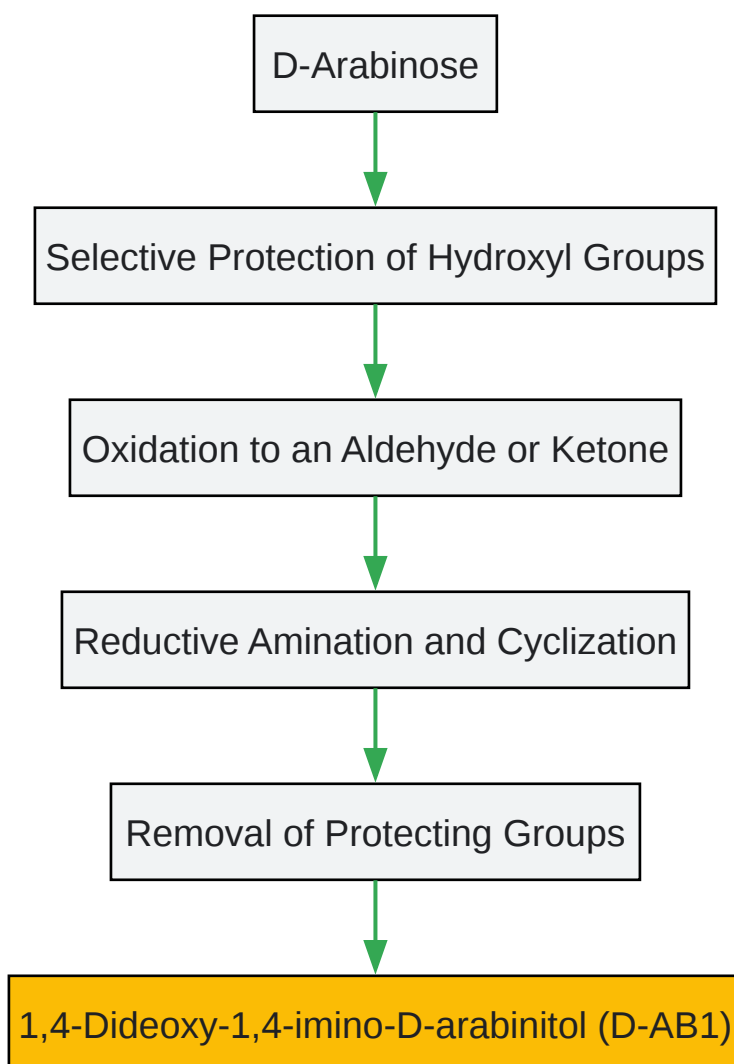 D-Arabinose
Selective Protection of Hydroxyl Groups
Oxidation to an Aldehyde or Ketone
Reductive Amination and Cyclization
Removal of Protecting Groups
1,4-Dideoxy-1,4-imino-D-arabinitol (D-AB1)